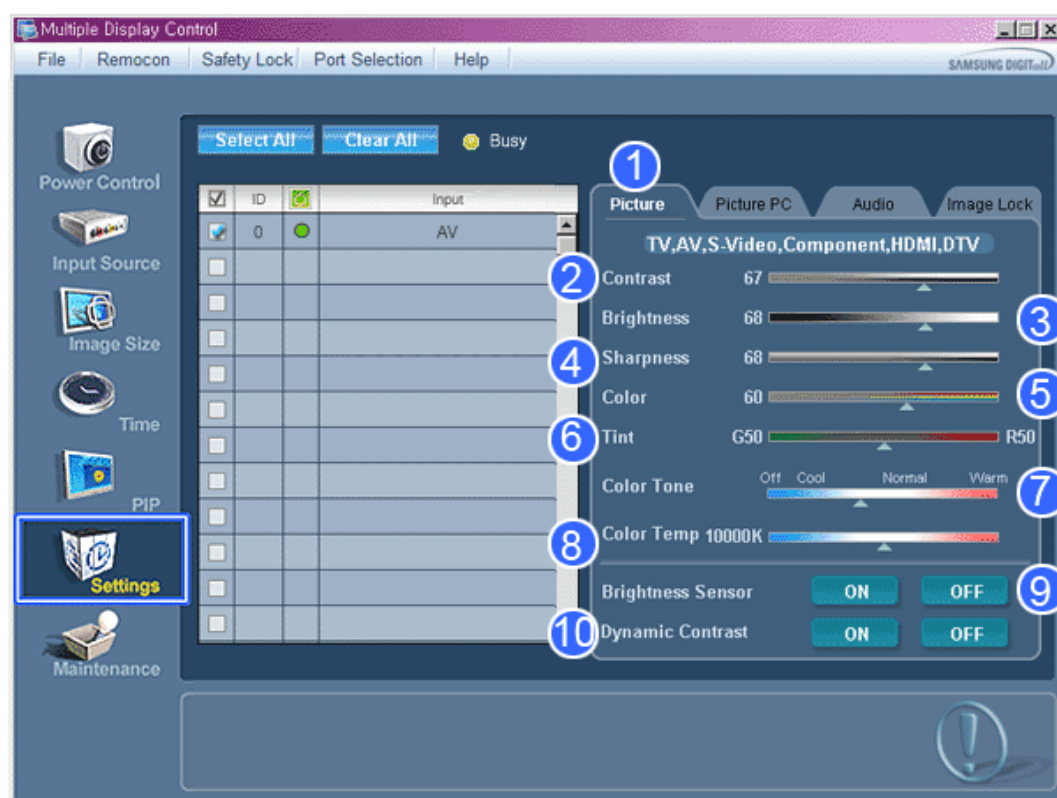 Multiple Display Control
File Remocon Safety Lock Port Selection Help
SAMSUNG DIGITall
Select All Clear All Busy
Power Control
Input Source
Image Size
Time
PIP
Settings
Maintenance
ID Input
0 AV
1
Picture Picture PC Audio Image Lock
TV,AV,S-Video,Component,HDMI,DTV
2 Contrast 67
Brightness 68 3
4 Sharpness 68
Color 60 5
6 Tint G50 R50
Off Cool Normal Warm
Color Tone 7
8 Color Temp 10000K
Brightness Sensor ON OFF 9
10 Dynamic Contrast ON OFF